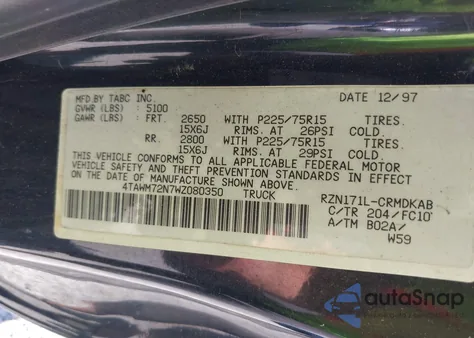 MFD.BY TABC INC. DATE 12/97
GVWR (LBS) : 5100
GAWR (LBS) : FRT. 2650 WITH P225/75R15 TIRES.
15X6J RIMS. AT 26PSI COLD.
RR. 2800 WITH P225/75R15 TIRES.
15X6J RIMS. AT 29PSI COLD.
THIS VEHICLE CONFORMS TO ALL APPLICABLE FEDERAL MOTOR
VEHICLE SAFETY AND THEFT PREVENTION STANDARDS IN EFFECT
ON THE DATE OF MANUFACTURE SHOWN ABOVE.
4TAWM72N7WZ080350 TRUCK
RZN171L-CRMDKAB
C/TR 204/FC10
A/TM B02A/
W59
autoSnap